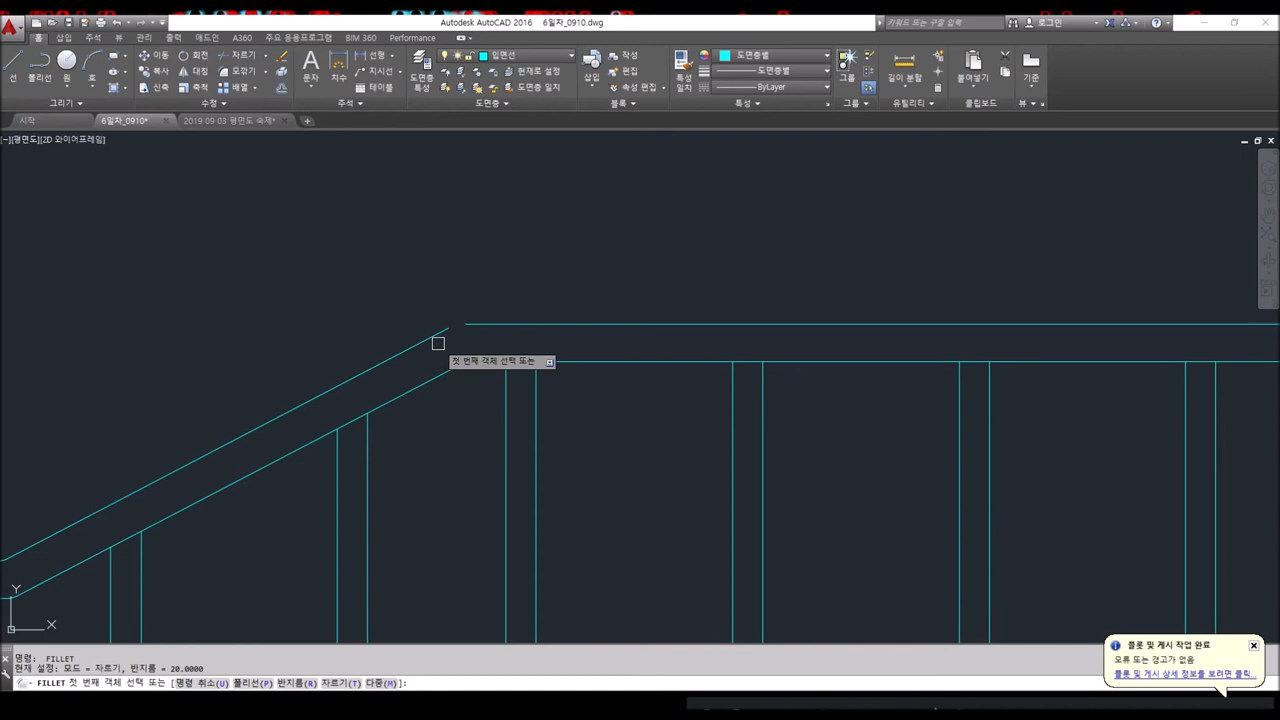 Autodesk AutoCAD 2016 6일차_0910.dwg
키워드 또는 구절 입력
로그인
홈 삽입 주석 뷰 관리 출력 애드인 A360 주요 응용프로그램 BIM 360 Performance
이동 회전 자르기
선형
입면선
작성
도면층별
선 폴리선 원 호
복사 대칭 모깎기
문자 치수
지시선
도면층 특성
현재로 설정
삽입
편집
특성 일치
도면층별
그룹
길이 분할
붙여넣기
기준
신축 축척 배열
테이블
도면층 일치
속성 편집
ByLayer
그리기 수정 주석 도면층 블록 특성 그룹 유틸리티 클립보드 뷰
시작 6일차_0910* 2019 09 03 평면도 숙제*
[−][평면도][2D 와이어프레임]
첫 번째 객체 선택 또는
Y
X
플롯 및 게시 작업 완료
오류 또는 경고가 없음
플롯 및 게시 상세 정보를 보려면 클릭...
명령: FILLET
현재 설정: 모드 = 자르기, 반지름 = 20.0000
FILLET 첫 번째 객체 선택 또는 [명령 취소(U) 폴리선(P) 반지름(R) 자르기(T) 다중(M)]: